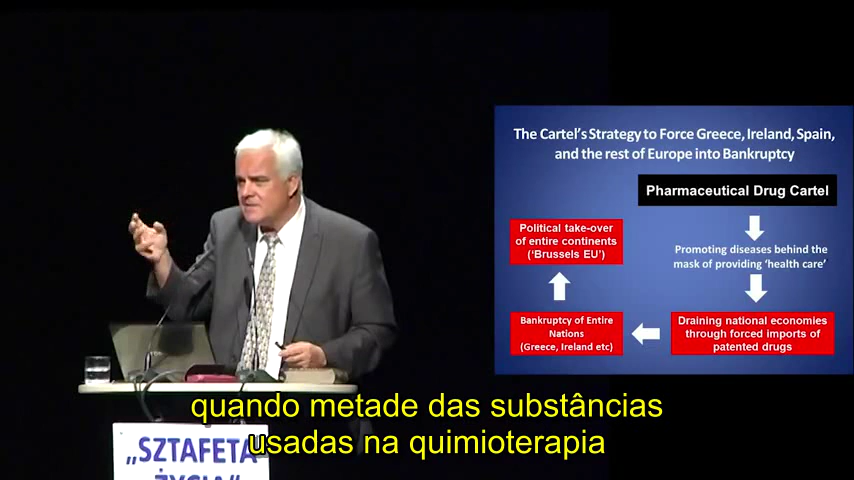 The Cartel's Strategy to Force Greece, Ireland, Spain,
and the rest of Europe into Bankruptcy
Pharmaceutical Drug Cartel
Promoting diseases behind the
mask of providing 'health care'
Draining national economies
through forced imports of
patented drugs
Bankruptcy of Entire
Nations
(Greece, Ireland etc)
Political take-over
of entire continents
('Brussels EU')
quando metade das substâncias
usadas na quimioterapia
„SZTAFETA
ŻYCIA"